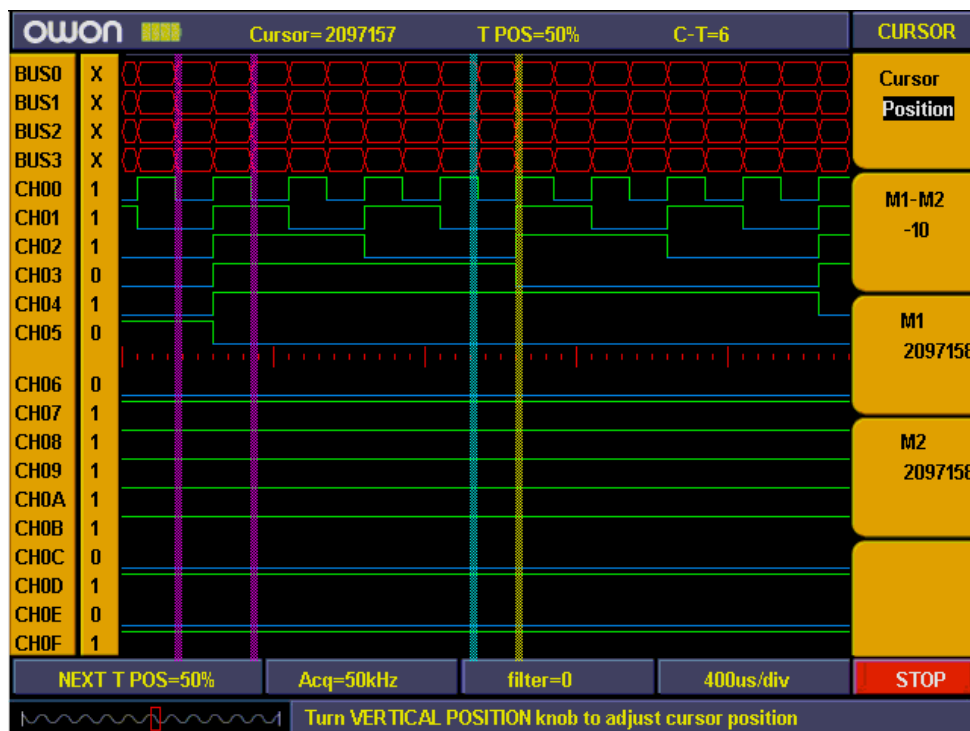 owon Cursor=2097157 T POS=50% C-T=6 CURSOR
BUS0 X
BUS1 X
BUS2 X
BUS3 X
CH00 1
CH01 1
CH02 1
CH03 0
CH04 1
CH05 0
CH06 0
CH07 1
CH08 1
CH09 1
CH0A 1
CH0B 1
CH0C 0
CH0D 1
CH0E 0
CH0F 1
Cursor
Position
M1-M2
-10
M1
2097158
M2
2097158
NEXT T POS=50% Acq=50kHz filter=0 400us/div STOP
Turn VERTICAL POSITION knob to adjust cursor position